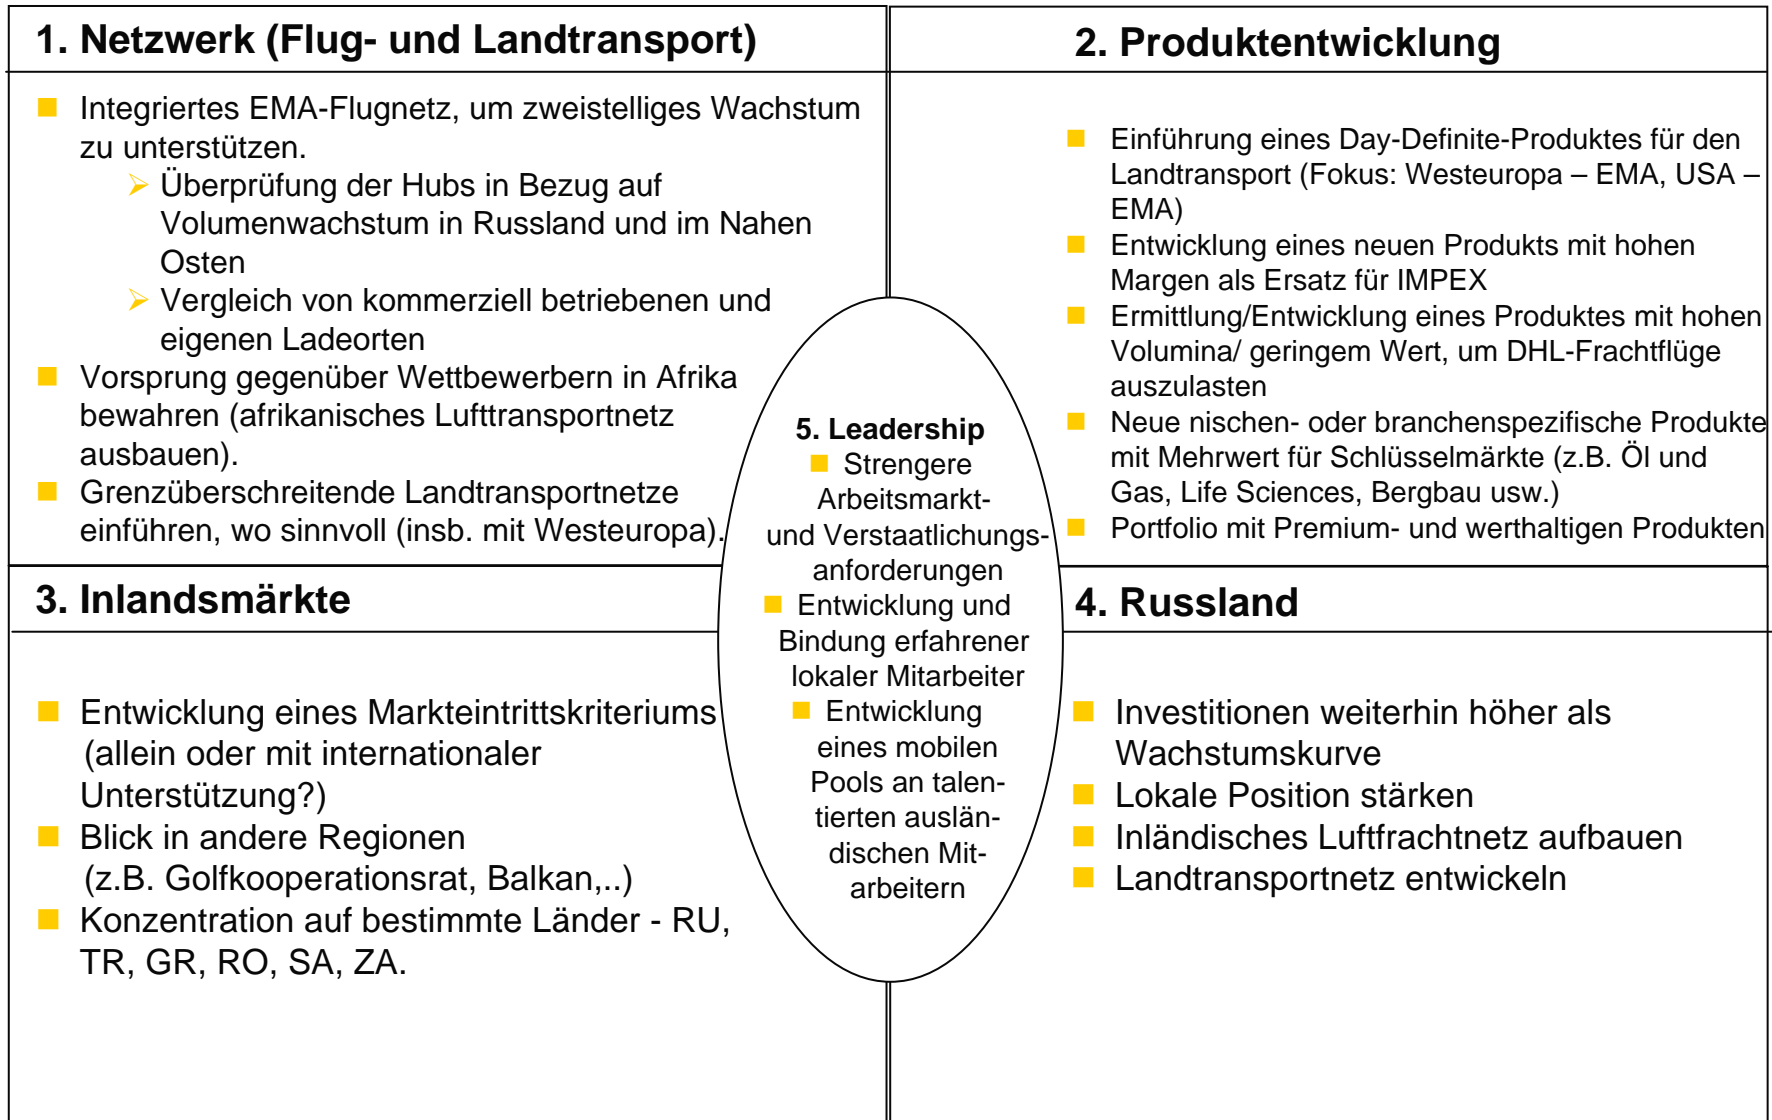 1. Netzwerk (Flug- und Landtransport)
Integriertes EMA-Flugnetz, um zweistelliges Wachstum
zu unterstützen.
Überprüfung der Hubs in Bezug auf
Volumenwachstum in Russland und im Nahen
Osten
Vergleich von kommerziell betriebenen und
eigenen Ladeorten
Vorsprung gegenüber Wettbewerbern in Afrika
bewahren (afrikanisches Lufttransportnetz
ausbauen).
Grenzüberschreitende Landtransportnetze
einführen, wo sinnvoll (insb. mit Westeuropa).
2. Produktentwicklung
Einführung eines Day-Definite-Produktes für den
Landtransport (Fokus: Westeuropa – EMA, USA –
EMA)
Entwicklung eines neuen Produkts mit hohen
Margen als Ersatz für IMPEX
Ermittlung/Entwicklung eines Produktes mit hohen
Volumina/ geringem Wert, um DHL-Frachtflüge
auszulasten
Neue nischen- oder branchenspezifische Produkte
mit Mehrwert für Schlüsselmärkte (z.B. Öl und
Gas, Life Sciences, Bergbau usw.)
Portfolio mit Premium- und werthaltigen Produkten
3. Inlandsmärkte
Entwicklung eines Markteintrittskriteriums
(allein oder mit internationaler
Unterstützung?)
Blick in andere Regionen
(z.B. Golfkooperationsrat, Balkan,..)
Konzentration auf bestimmte Länder - RU,
TR, GR, RO, SA, ZA.
4. Russland
Investitionen weiterhin höher als
Wachstumskurve
Lokale Position stärken
Inländisches Luftfrachtnetz aufbauen
Landtransportnetz entwickeln
5. Leadership
Strengere
Arbeitsmarkt-
und Verstaatlichungs-
anforderungen
Entwicklung und
Bindung erfahrener
lokaler Mitarbeiter
Entwicklung
eines mobilen
Pools an talen-
tierten auslän-
dischen Mit-
arbeitern